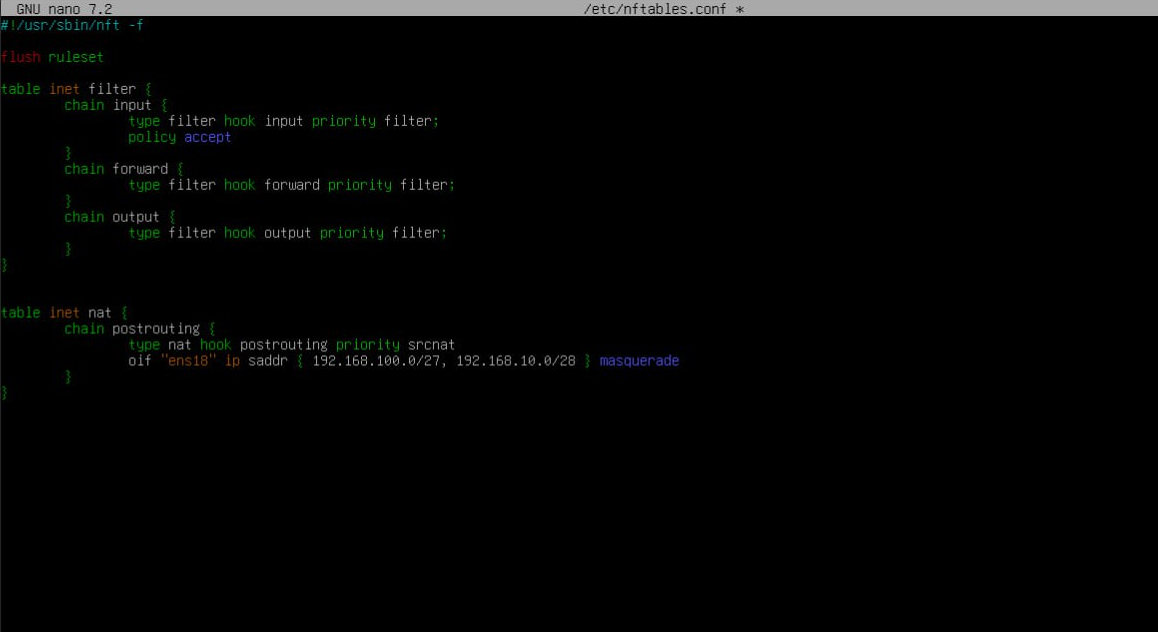 GNU nano 7.2 /etc/nftables.conf *
#!/usr/sbin/nft -f
flush ruleset
table inet filter {
chain input {
type filter hook input priority filter;
policy accept
}
chain forward {
type filter hook forward priority filter;
}
chain output {
type filter hook output priority filter;
}
}
table inet nat {
chain postrouting {
type nat hook postrouting priority srcnat
oif "ens18" ip saddr { 192.168.100.0/27, 192.168.10.0/28 } masquerade
}
}